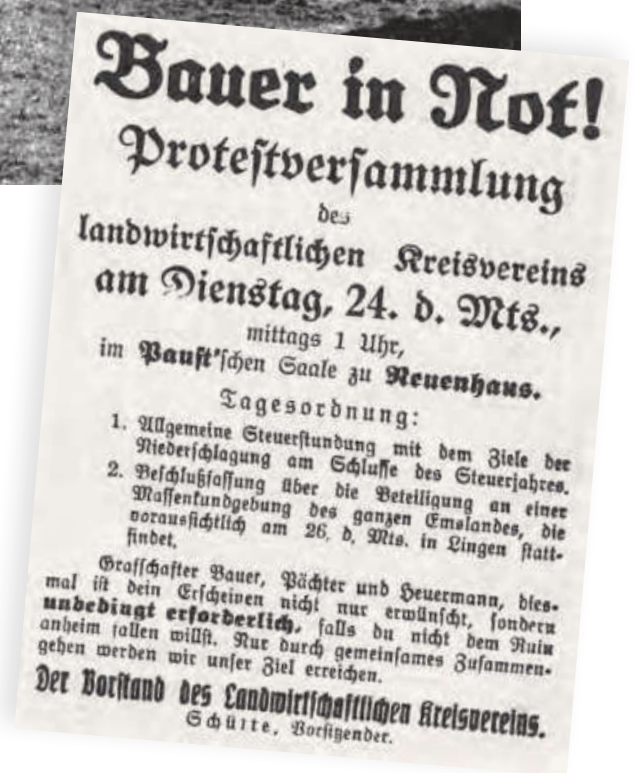 Bauer in Not!
Protestversammlung
des
landwirtschaftlichen Kreisvereins
am Dienstag, 24. d. Mts.,
mittags 1 Uhr,
im Paust'schen Saale zu Neuenhaus.
Tagesordnung:
1. Allgemeine Steuerstundung mit dem Ziele der
Niederschlagung am Schlusse des Steuerjahres.
2. Beschlußfassung über die Beteiligung an einer
Massenkundgebung des ganzen Emslandes, die
voraussichtlich am 26. d. Mts. in Lingen statt-
findet.
Grafschafter Bauer, Pächter und Heuermann, dies-
mal ist dein Erscheinen nicht nur erwünscht, sondern
unbedingt erforderlich, falls du nicht dem Ruin
anheim fallen willst. Nur durch gemeinsames Zusammen-
gehen werden wir unser Ziel erreichen.
Der Vorstand des Landwirtschaftlichen Kreisvereins.
Schütte, Vorsitzender.